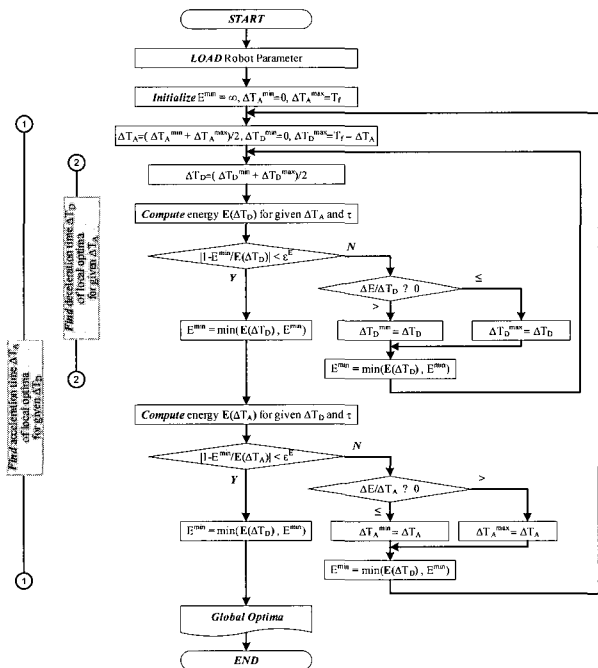 START
LOAD Robot Parameter
Initialize E^min = ∞, ΔT_A^min=0, ΔT_A^max=T_f
ΔT_A=( ΔT_A^min + ΔT_A^max)/2, ΔT_D^min=0, ΔT_D^max=T_f − ΔT_A
ΔT_D=( ΔT_D^min + ΔT_D^max)/2
Compute energy E(ΔT_D) for given ΔT_A and τ
|1-E^min/E(ΔT_D)| < ε^E
N
Y
ΔE/ΔT_D ? 0
≤
>
E^min = min(E(ΔT_D) , E^min)
ΔT_D^min = ΔT_D
ΔT_D^max = ΔT_D
E^min = min(E(ΔT_D) , E^min)
Compute energy E(ΔT_A) for given ΔT_D and τ
|1-E^min/E(ΔT_A)| < ε^E
N
Y
ΔE/ΔT_A ? 0
>
≤
E^min = min(E(ΔT_D) , E^min)
ΔT_A^min = ΔT_A
ΔT_A^max = ΔT_A
E^min = min(E(ΔT_D) , E^min)
Global Optima
END
1
2
Find deceleration time ΔT_D
of local optima
for given ΔT_A
2
Find acceleration time ΔT_A
of local optima
for given ΔT_D
1